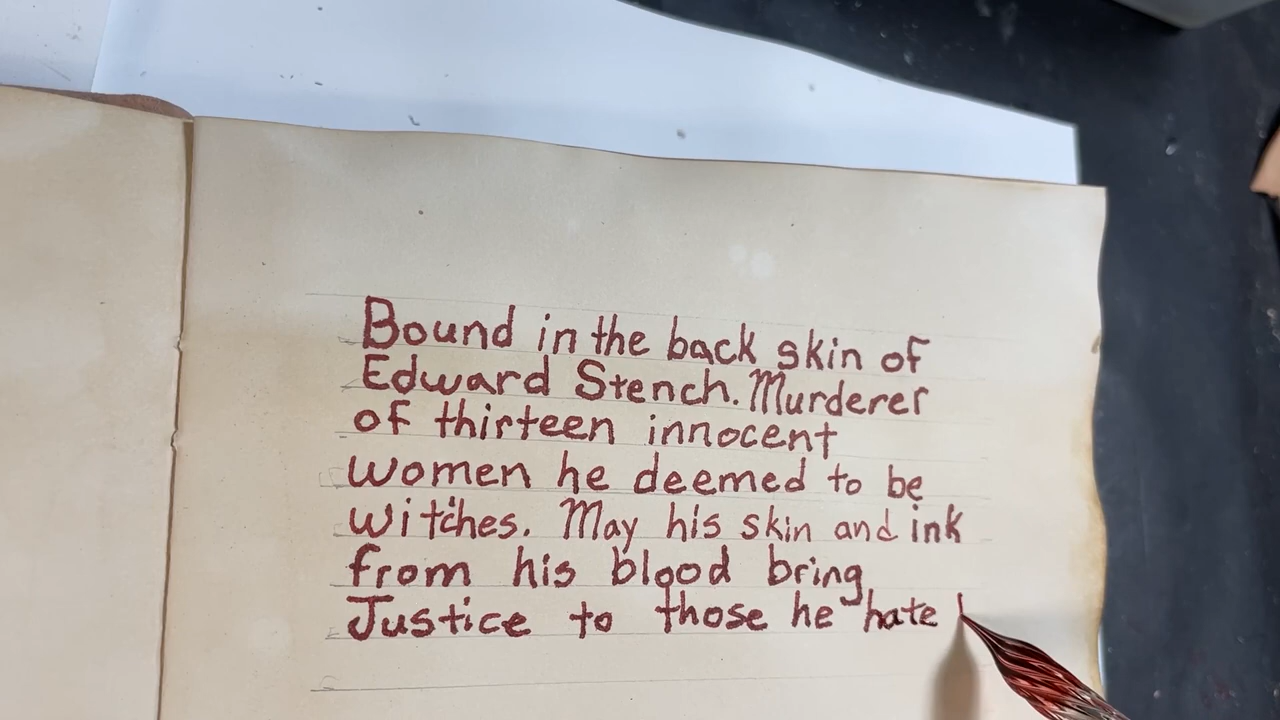 Bound in the back skin of
Edward Stench. Murderer
of thirteen innocent
women he deemed to be
witches. May his skin and ink
from his blood bring
Justice to those he hate